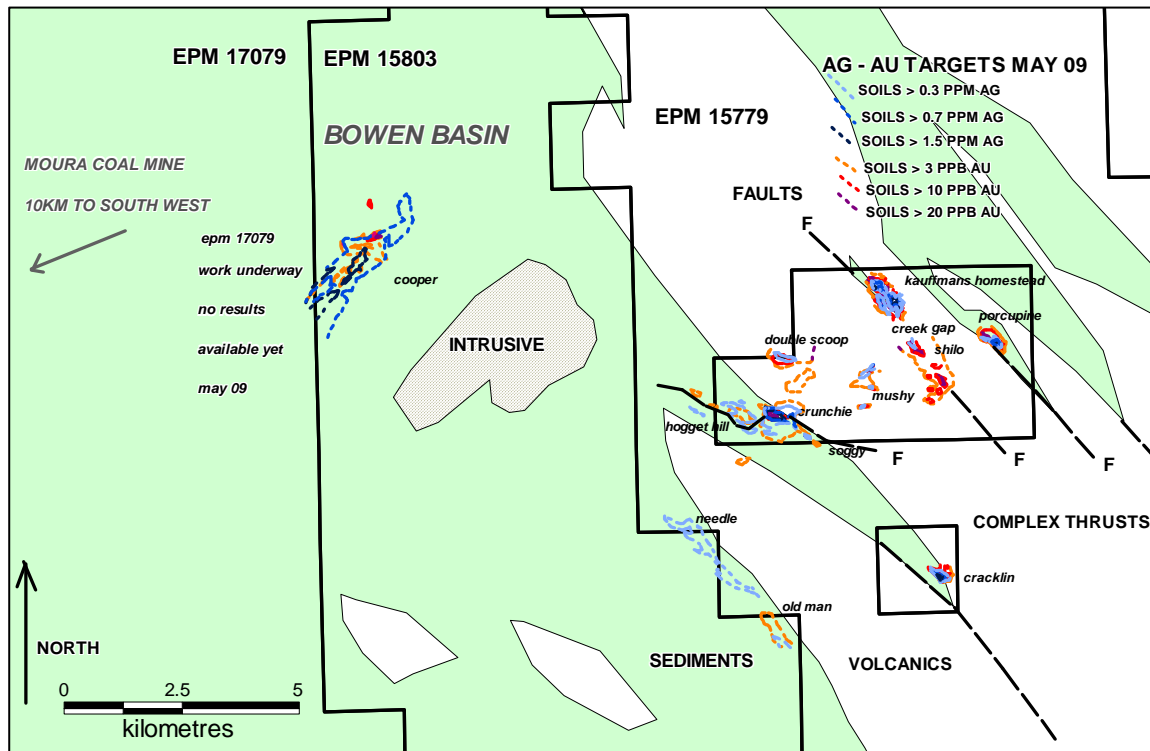 EPM 17079
EPM 15803
AG - AU TARGETS MAY 09
SOILS > 0.3 PPM AG
SOILS > 0.7 PPM AG
SOILS > 1.5 PPM AG
SOILS > 3 PPB AU
SOILS > 10 PPB AU
SOILS > 20 PPB AU
EPM 15779
BOWEN BASIN
MOURA COAL MINE
10KM TO SOUTH WEST
FAULTS
F
epm 17079
work underway
no results
available yet
may 09
cooper
INTRUSIVE
kauffmans homestead
porcupine
creek gap
shilo
double scoop
mushy
crunchie
hogget hill
soggy
F
F
F
needle
COMPLEX THRUSTS
cracklin
old man
NORTH
SEDIMENTS
VOLCANICS
0 2.5 5
kilometres